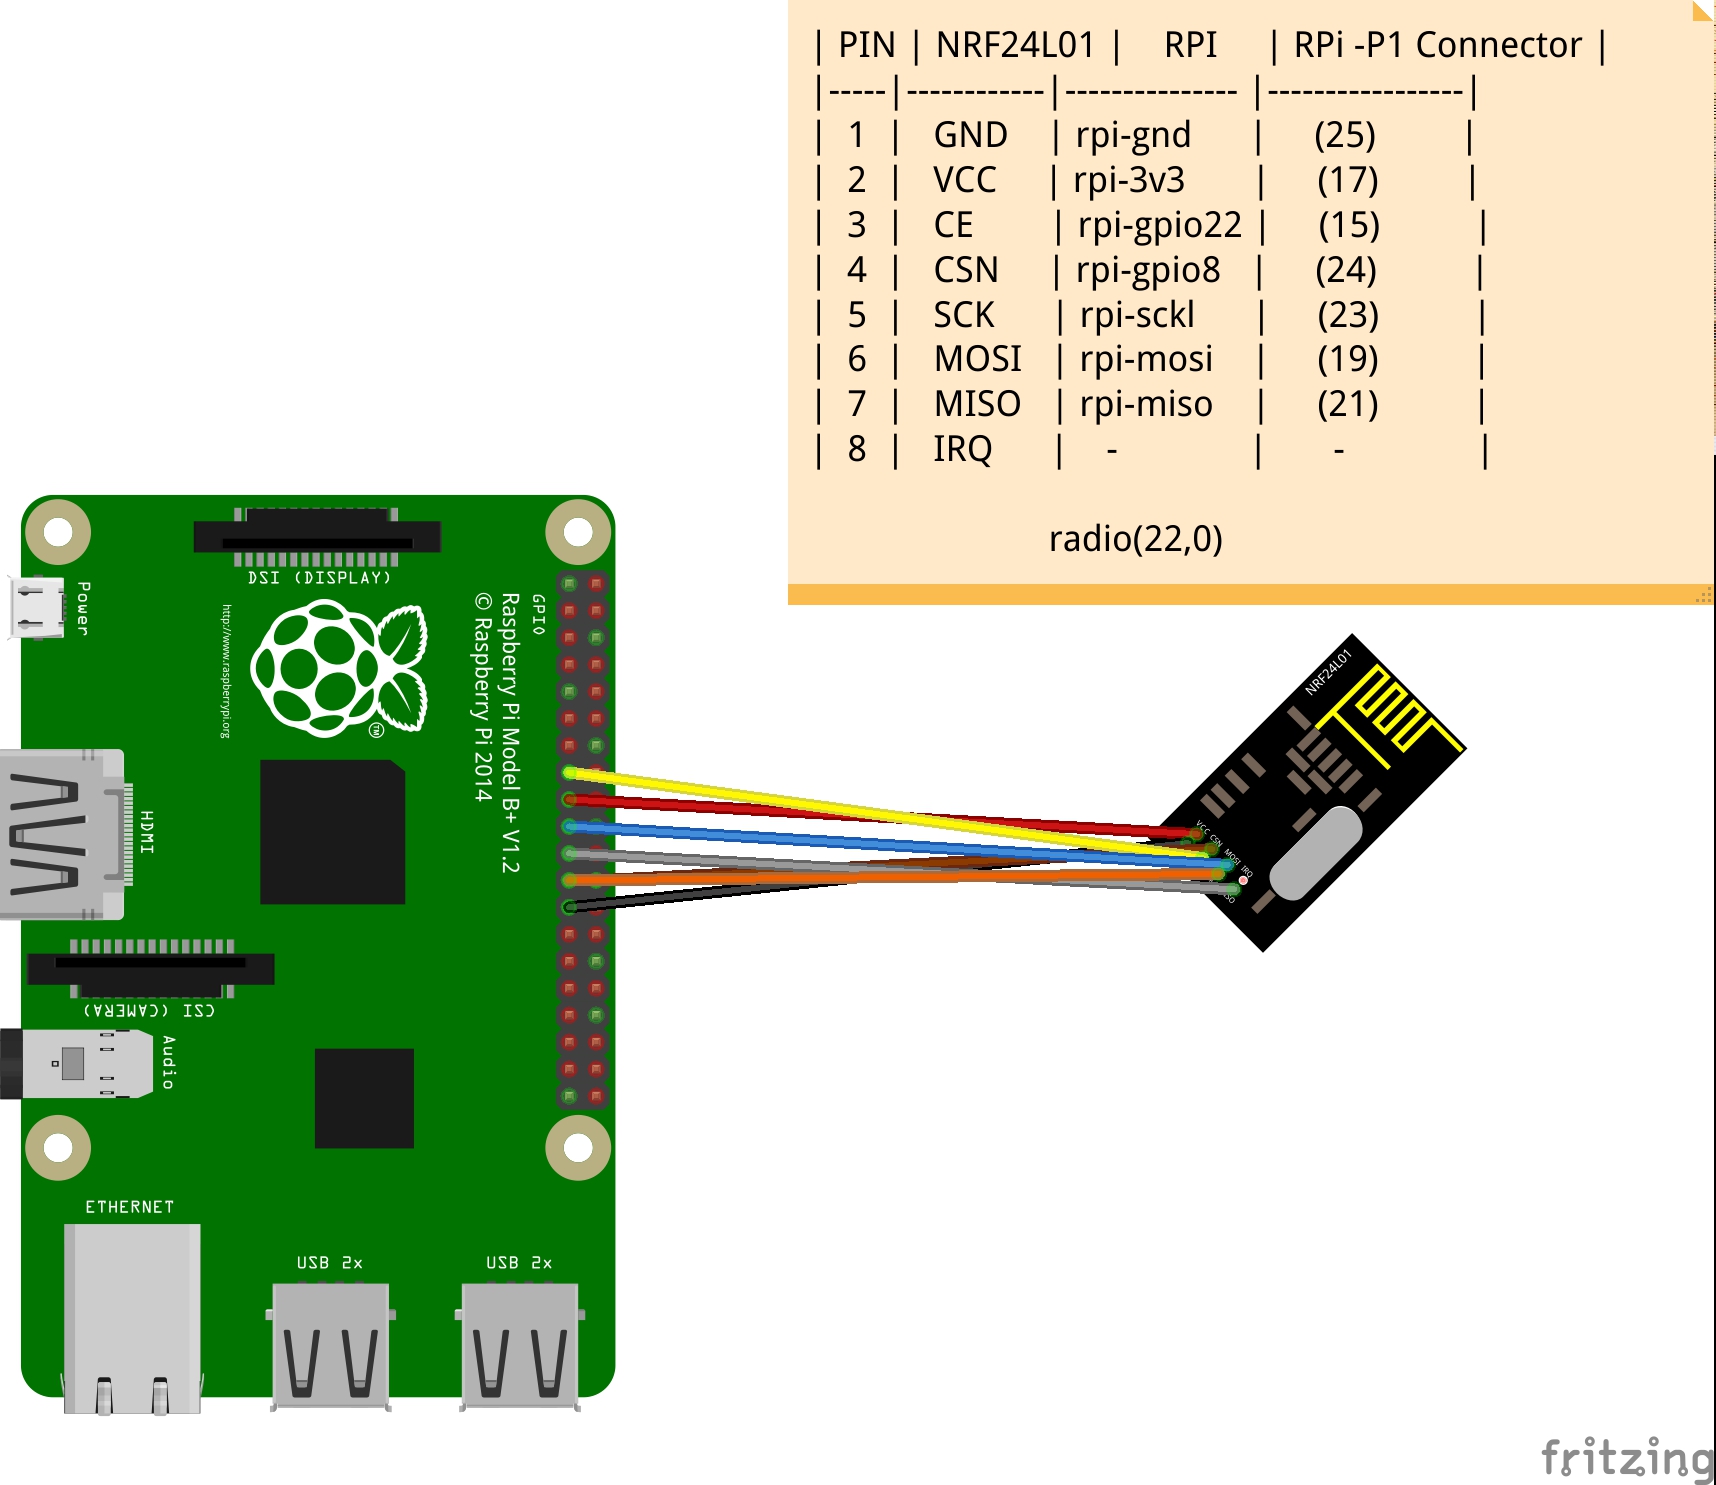 | PIN | NRF24L01 | RPI | RPi -P1 Connector |
|-----|------------|--------------- |-----------------|
| 1 | GND | rpi-gnd | (25) |
| 2 | VCC | rpi-3v3 | (17) |
| 3 | CE | rpi-gpio22 | (15) |
| 4 | CSN | rpi-gpio8 | (24) |
| 5 | SCK | rpi-sckl | (23) |
| 6 | MOSI | rpi-mosi | (19) |
| 7 | MISO | rpi-miso | (21) |
| 8 | IRQ | - | - |
radio(22,0)
DSI (DISPLAY)
Power
http://www.raspberrypi.org
TM
GPIO
Raspberry Pi Model B+ V1.2
© Raspberry Pi 2014
HDMI
NRF24L01
VCC
CSN
MOSI
IRQ
CSI (CAMERA)
Audio
ETHERNET
USB 2x
USB 2x
fritzing